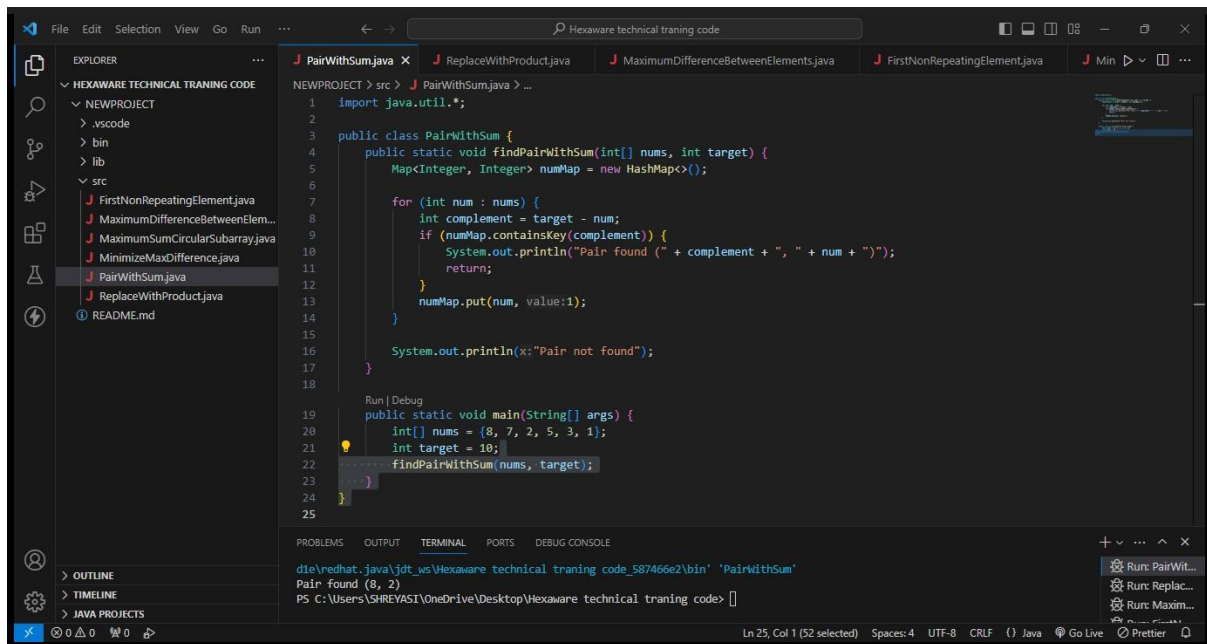 File Edit Selection View Go Run ...
Hexaware technical traning code
EXPLORER ...
HEXAWARE TECHNICAL TRANING CODE
NEWPROJECT
.vscode
bin
lib
src
J FirstNonRepeatingElement.java
J MaximumDifferenceBetweenElem...
J MaximumSumCircularSubarray.java
J MinimizeMaxDifference.java
J PairWithSum.java
J ReplaceWithProduct.java
README.md
OUTLINE
TIMELINE
JAVA PROJECTS
J PairWithSum.java J ReplaceWithProduct.java J MaximumDifferenceBetweenElements.java J FirstNonRepeatingElement.java J Min
NEWPROJECT > src > J PairWithSum.java > ...
1 import java.util.*;
2
3 public class PairWithSum {
4 public static void findPairWithSum(int[] nums, int target) {
5 Map<Integer, Integer> numMap = new HashMap<>();
6
7 for (int num : nums) {
8 int complement = target - num;
9 if (numMap.containsKey(complement)) {
10 System.out.println("Pair found (" + complement + ", " + num + ")");
11 return;
12 }
13 numMap.put(num, value:1);
14 }
15
16 System.out.println(x:"Pair not found");
17 }
18
Run | Debug
19 public static void main(String[] args) {
20 int[] nums = {8, 7, 2, 5, 3, 1};
21 int target = 10;
22 findPairWithSum(nums, target);
23 }
24 }
25
PROBLEMS OUTPUT TERMINAL PORTS DEBUG CONSOLE
d1e\redhat.java\jdt_ws\Hexaware technical traning code_587466e2\bin' 'PairWithSum'
Pair found (8, 2)
PS C:\Users\SHREYASI\OneDrive\Desktop\Hexaware technical traning code>
Run: PairWit...
Run: Replac...
Run: Maxim...
0 0 0 Ln 25, Col 1 (52 selected) Spaces: 4 UTF-8 CRLF {} Java Go Live Prettier